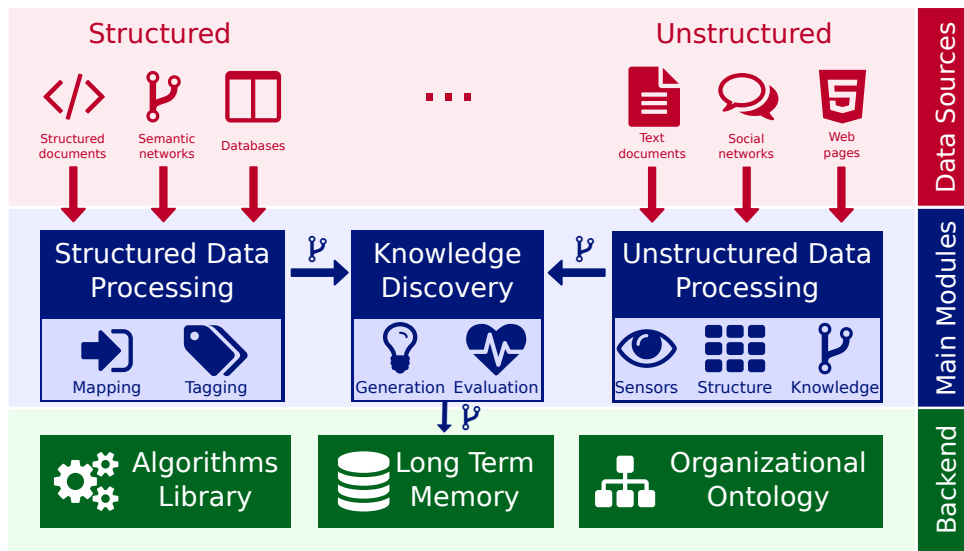 Structured
Unstructured
Structured
documents
Semantic
networks
Databases
...
Text
documents
Social
networks
Web
pages
Data Sources
Structured Data
Processing
Mapping
Tagging
Knowledge
Discovery
Generation
Evaluation
Unstructured Data
Processing
Sensors
Structure
Knowledge
Main Modules
Algorithms
Library
Long Term
Memory
Organizational
Ontology
Backend